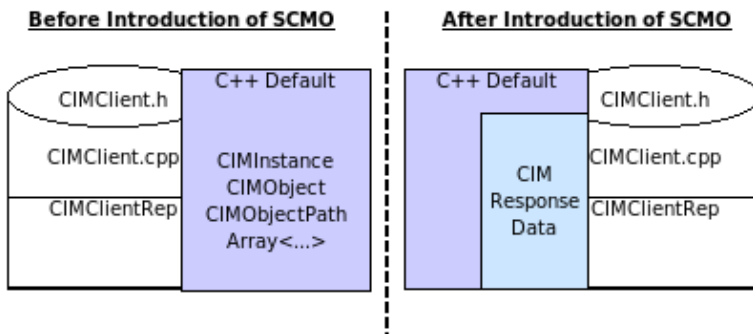 Before Introduction of SCMO
CIMClient.h
CIMClient.cpp
CIMClientRep
C++ Default
CIMInstance
CIMObject
CIMObjectPath
Array<...>
After Introduction of SCMO
C++ Default
CIM
Response
Data
CIMClient.h
CIMClient.cpp
CIMClientRep